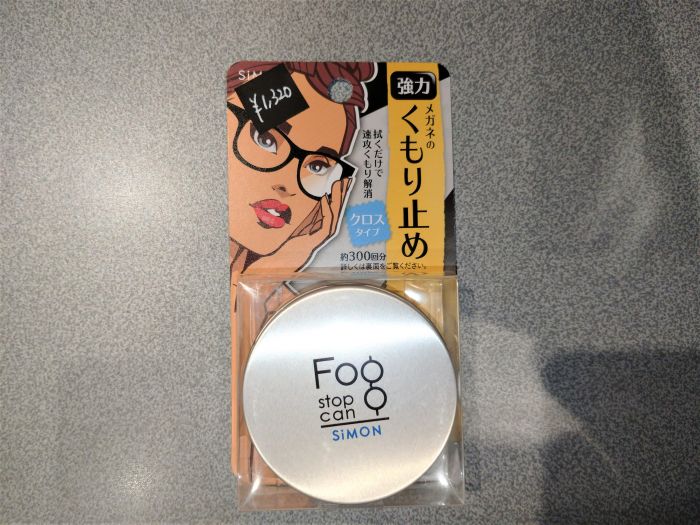 ¥1,320
強力
メガネの
くもり止め
拭くだけで
速攻くもり解消
クロス
タイプ
約300回分
詳しくは裏面をご覧ください。
Fog
stop
can
SiMON